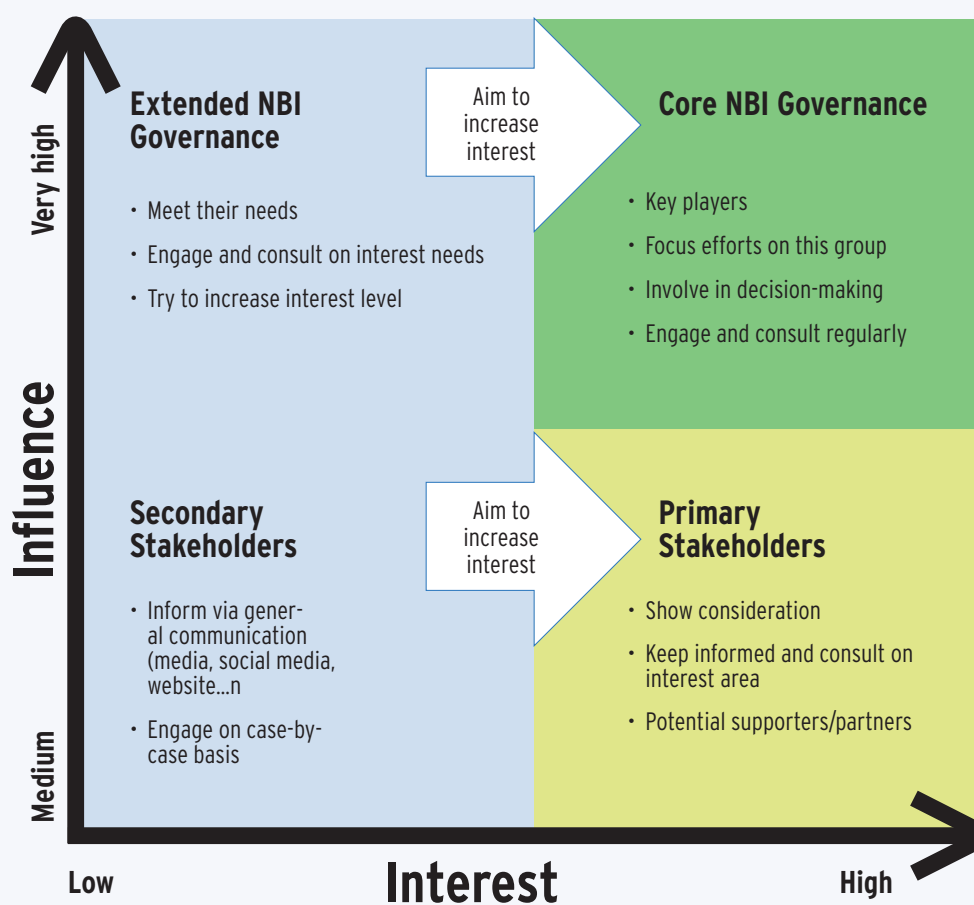 Influence
Very high
Medium
Extended NBI
Governance
• Meet their needs
• Engage and consult on interest needs
• Try to increase interest level
Aim to
increase
interest
Core NBI Governance
• Key players
• Focus efforts on this group
• Involve in decision-making
• Engage and consult regularly
Secondary
Stakeholders
• Inform via gener-
al communication
(media, social media,
website...n
• Engage on case-by-
case basis
Aim to
increase
interest
Primary
Stakeholders
• Show consideration
• Keep informed and consult on
interest area
• Potential supporters/partners
Low
Interest
High